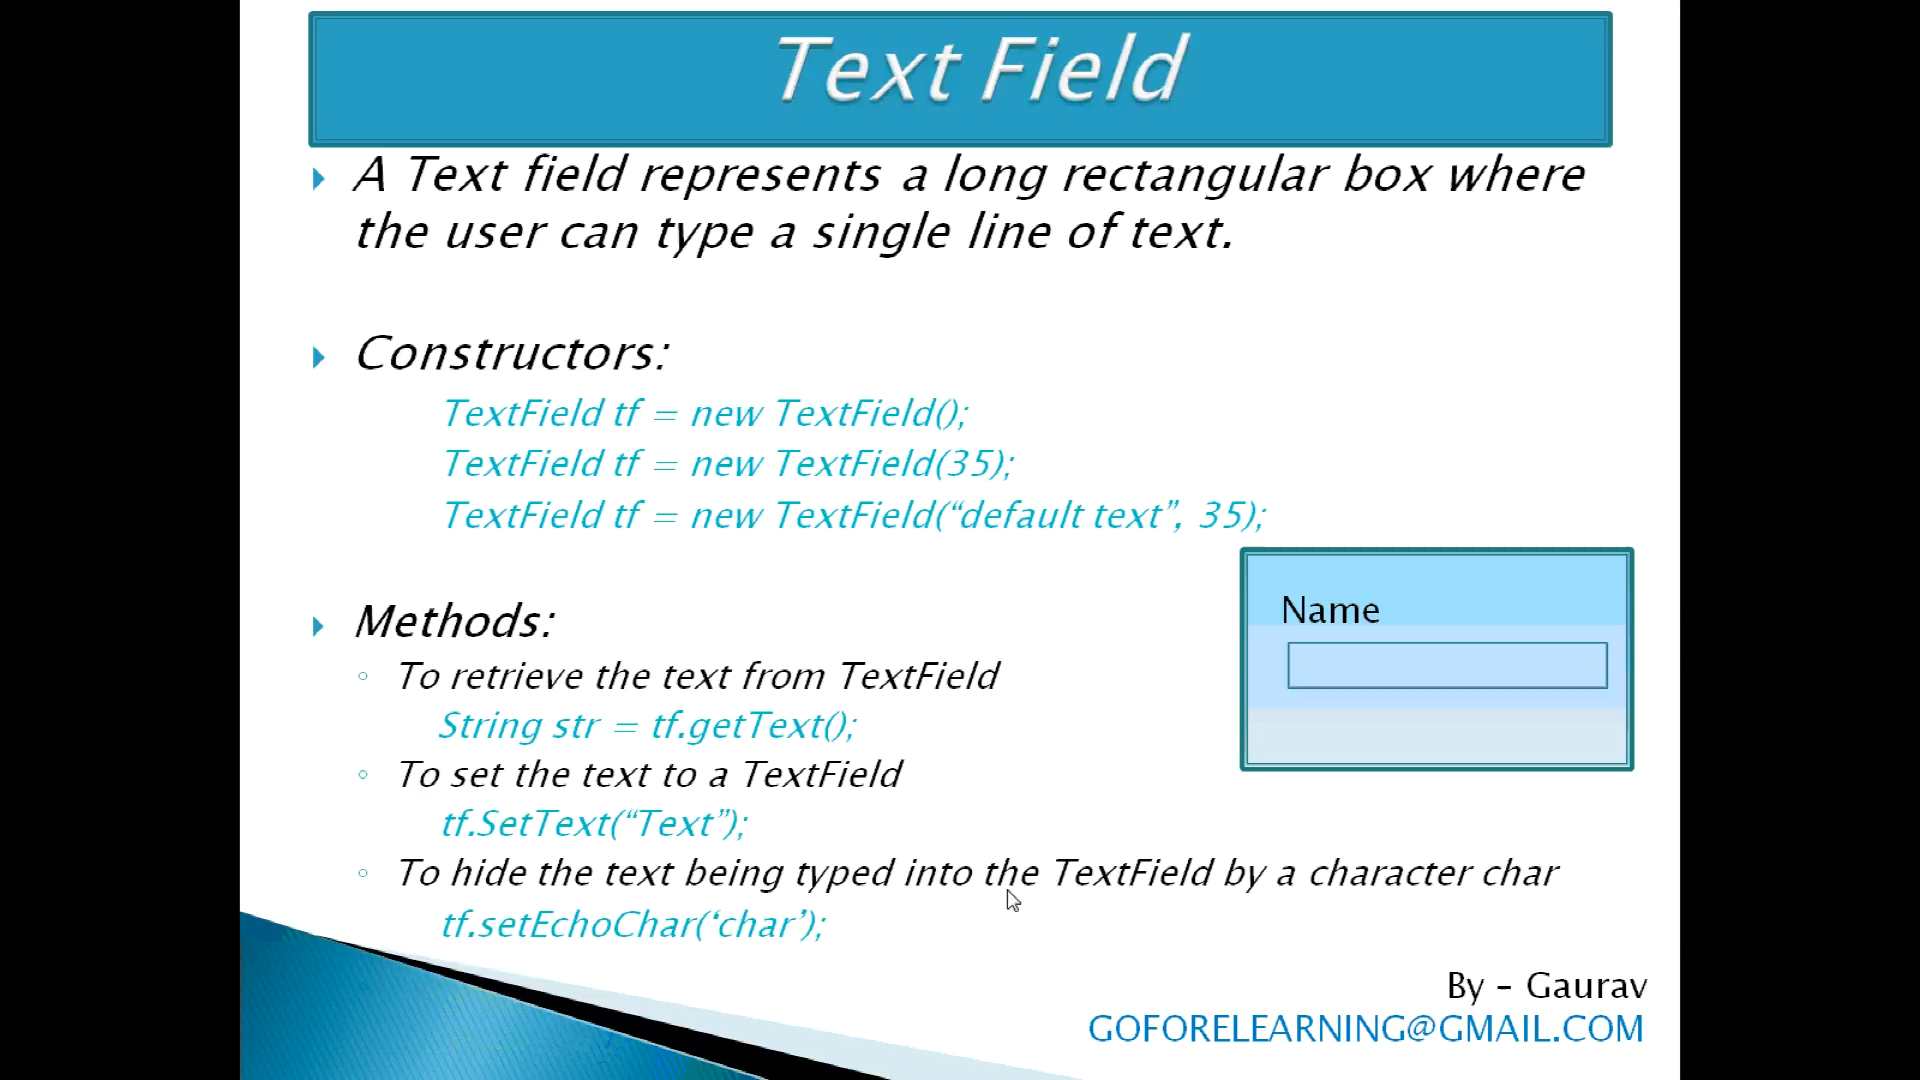 Text Field
A Text field represents a long rectangular box where
the user can type a single line of text.
Constructors:
TextField tf = new TextField();
TextField tf = new TextField(35);
TextField tf = new TextField(“default text”, 35);
Methods:
To retrieve the text from TextField
String str = tf.getText();
To set the text to a TextField
tf.SetText(“Text”);
To hide the text being typed into the TextField by a character char
tf.setEchoChar(‘char’);
Name
By – Gaurav
GOFORELEARNING@GMAIL.COM